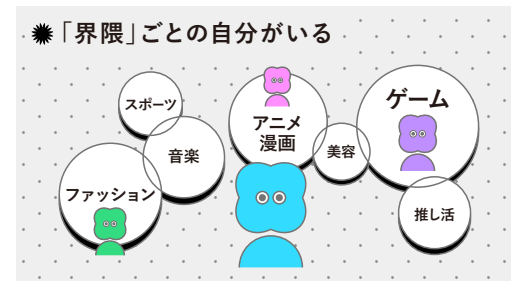 「界隈」ごとの自分がいる
スポーツ
音楽
ファッション
アニメ
漫画
美容
ゲーム
推し活